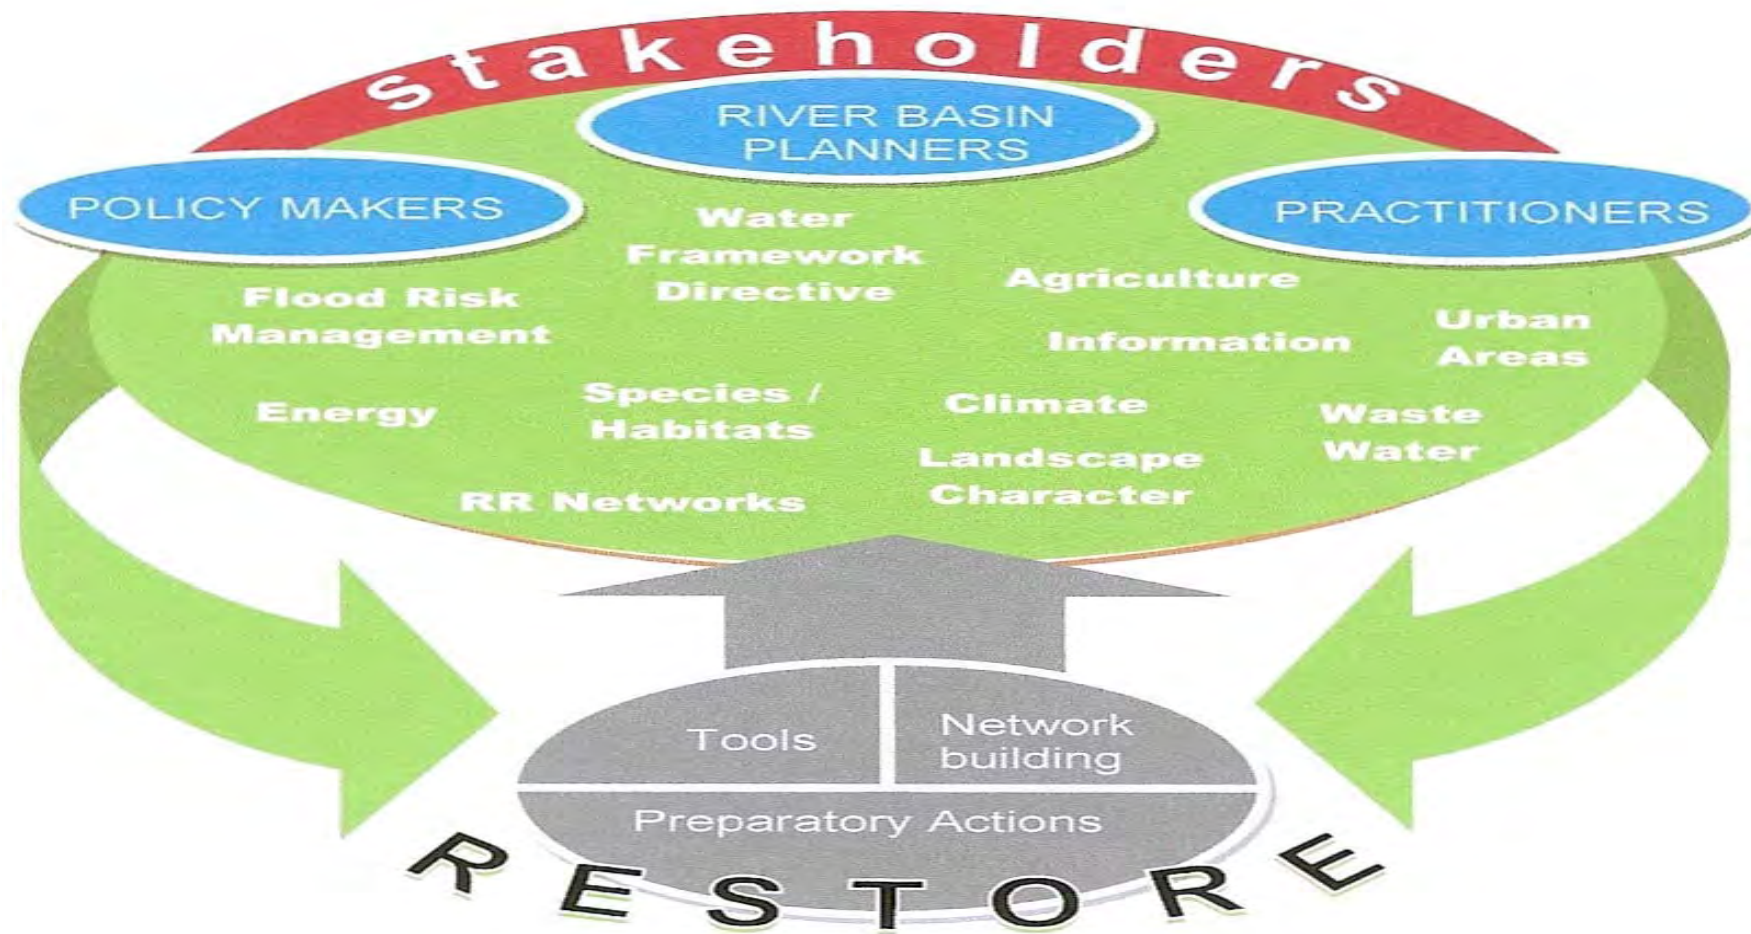 Stakeholders
RIVER BASIN
PLANNERS
POLICY MAKERS
PRACTITIONERS
Water
Framework
Directive
Flood Risk
Management
Agriculture
Information
Urban
Areas
Energy
Species /
Habitats
Climate
Waste
Water
Landscape
Character
RR Networks
Tools
Network
building
Preparatory Actions
RESTORE